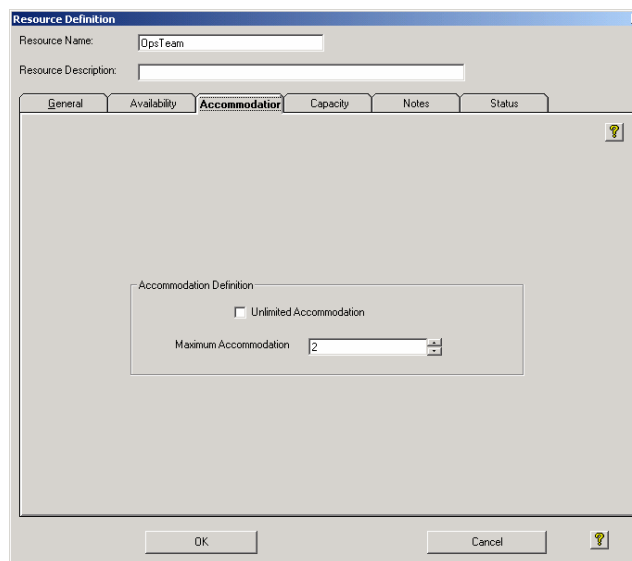 Resource Definition
Resource Name: OpsTeam
Resource Description:
General Availability Accommodation Capacity Notes Status
?
Accommodation Definition
Unlimited Accommodation
Maximum Accommodation 2
OK Cancel ?